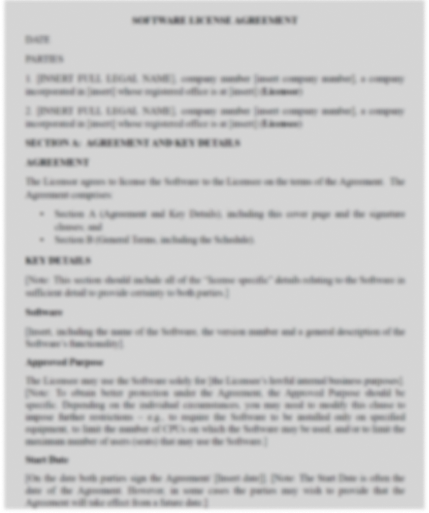 SOFTWARE LICENSE AGREEMENT
DATE
PARTIES
1. [INSERT FULL LEGAL NAME], company number [insert company number], a company
incorporated in [insert] whose registered office is at [insert] (Licensor)
2. [INSERT FULL LEGAL NAME], company number [insert company number], a company
incorporated in [insert] whose registered office is at [insert] (Licensee)
SECTION A: AGREEMENT AND KEY DETAILS
AGREEMENT
The Licensor agrees to license the Software to the Licensee on the terms of the Agreement. The
Agreement comprises:
• Section A (Agreement and Key Details), including this cover page and the signature
clauses; and
• Section B (General Terms, including the Schedule).
KEY DETAILS
[Note: This section should include all of the "license specific" details relating to the Software in
sufficient detail to provide certainty to both parties.]
Software
[Insert, including the name of the Software, the version number and a general description of the
Software's functionality]
Approved Purpose
The Licensee may use the Software solely for [the Licensee's lawful internal business purposes].
[Note: To obtain better protection under the Agreement, the Approved Purpose should be
specific. Depending on the individual circumstances, you may need to modify this clause to
impose further restrictions – e.g., to require the Software to be installed only on specified
equipment, to limit the number of CPUs on which the Software may be used, and/or to limit the
maximum number of users (seats) that may use the Software.]
Start Date
[On the date both parties sign the Agreement/ [Insert date]]. [Note: The Start Date is often the
date of the Agreement. However, in some cases the parties may wish to provide that the
Agreement will take effect from a future date.]